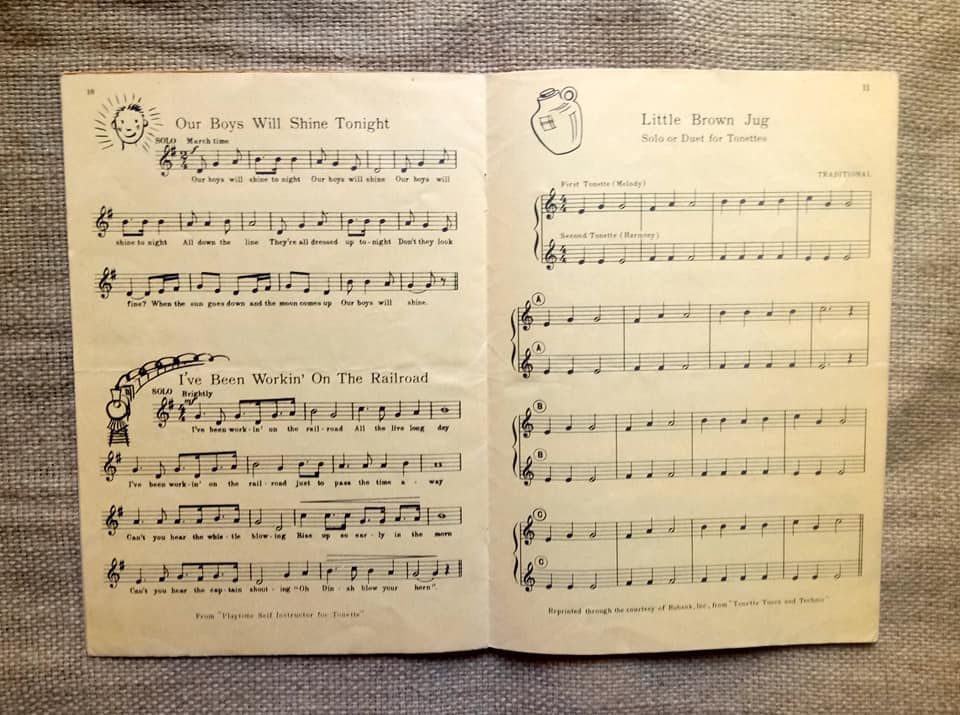 10
Our Boys Will Shine Tonight
SOLO March time
f
Our boys will shine to night Our boys will shine Our boys will
shine to night All down the line They're all dressed up to-night Don't they look
fine? When the sun goes down and the moon comes up Our boys will shine.
I've Been Workin' On The Railroad
SOLO Brightly
mf
I've been work-in' on the rail-road All the live long day
I've been work-in' on the rail-road just to pass the time a-way
Can't you hear the whis-tle blow-ing Rise up so ear-ly in the morn
Can't you hear the cap-tain shout-ing "Oh Din-ah blow your horn".
From "Playtime Self Instructor for Tonette"
11
Little Brown Jug
Solo or Duet for Tonettes
TRADITIONAL
First Tonette (Melody)
Second Tonette (Harmony)
A
A
B
B
C
C
Reprinted through the courtesy of Rubank, Inc., from "Tonette Tunes and Technic"